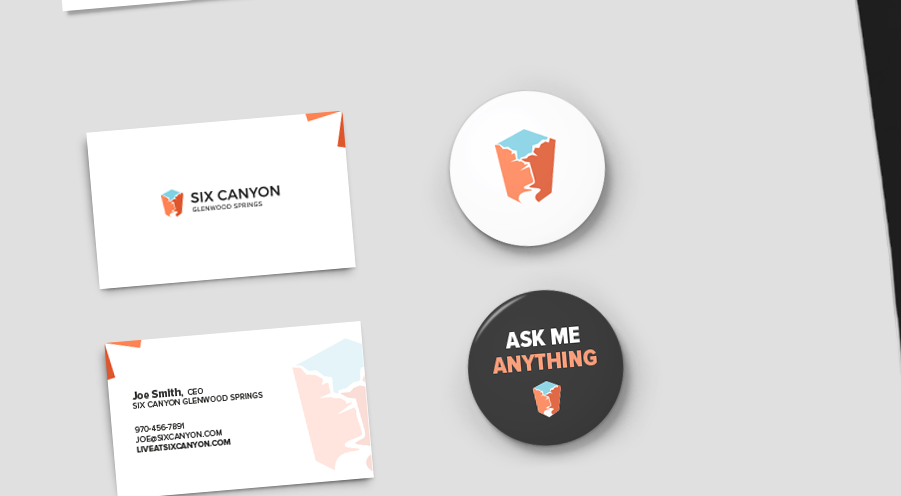 SIX CANYON
GLENWOOD SPRINGS
ASK ME
ANYTHING
Joe Smith, CEO
SIX CANYON GLENWOOD SPRINGS
970-456-7891
JOE@SIXCANYON.COM
LIVEATSIXCANYON.COM